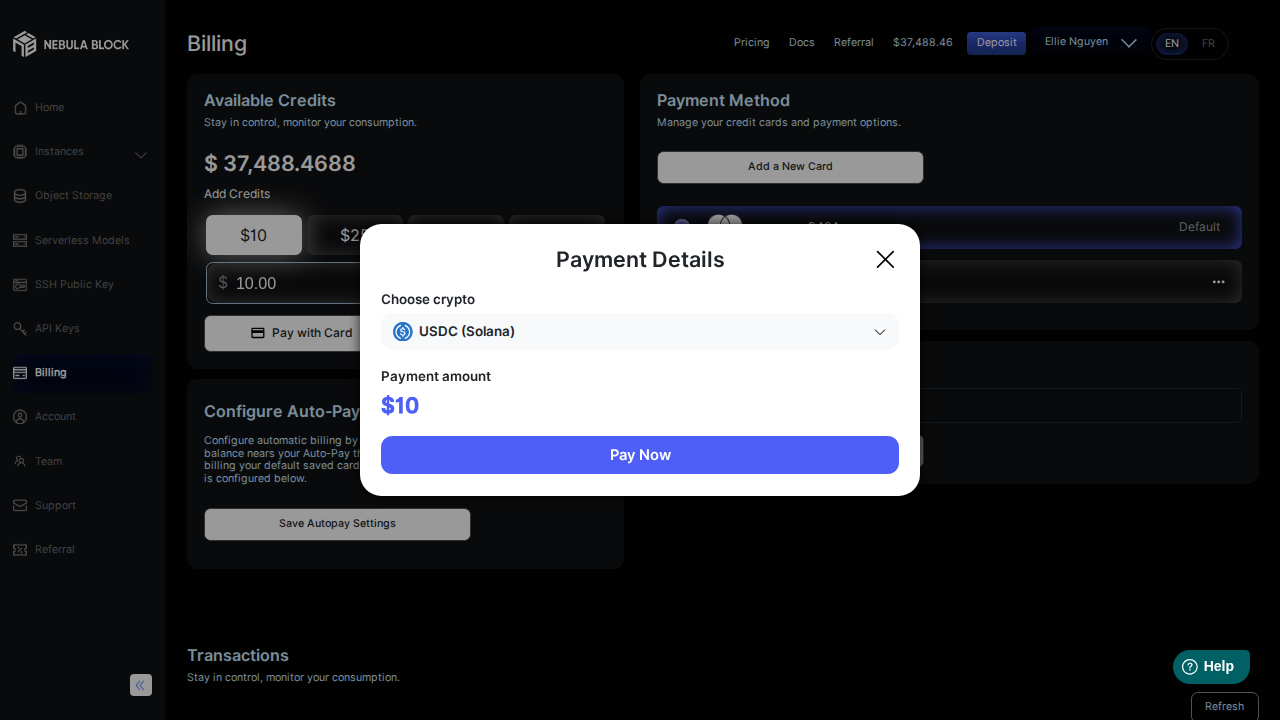 NEBULA BLOCK
Billing
Pricing
Docs
Referral
$37,488.46
Deposit
Ellie Nguyen
EN
FR
Home
Instances
Object Storage
Serverless Models
SSH Public Key
API Keys
Billing
Account
Team
Support
Referral
Available Credits
Stay in control, monitor your consumption.
$ 37,488.4688
Add Credits
$10
$ 10.00
Pay with Card
Configure Auto-Pay
Configure automatic billing by
balance nears your Auto-Pay
billing your default saved card
is configured below.
Save Autopay Settings
Payment Method
Manage your credit cards and payment options.
Add a New Card
Default
Payment Details
Choose crypto
USDC (Solana)
Payment amount
$10
Pay Now
Transactions
Stay in control, monitor your consumption.
Help
Refresh